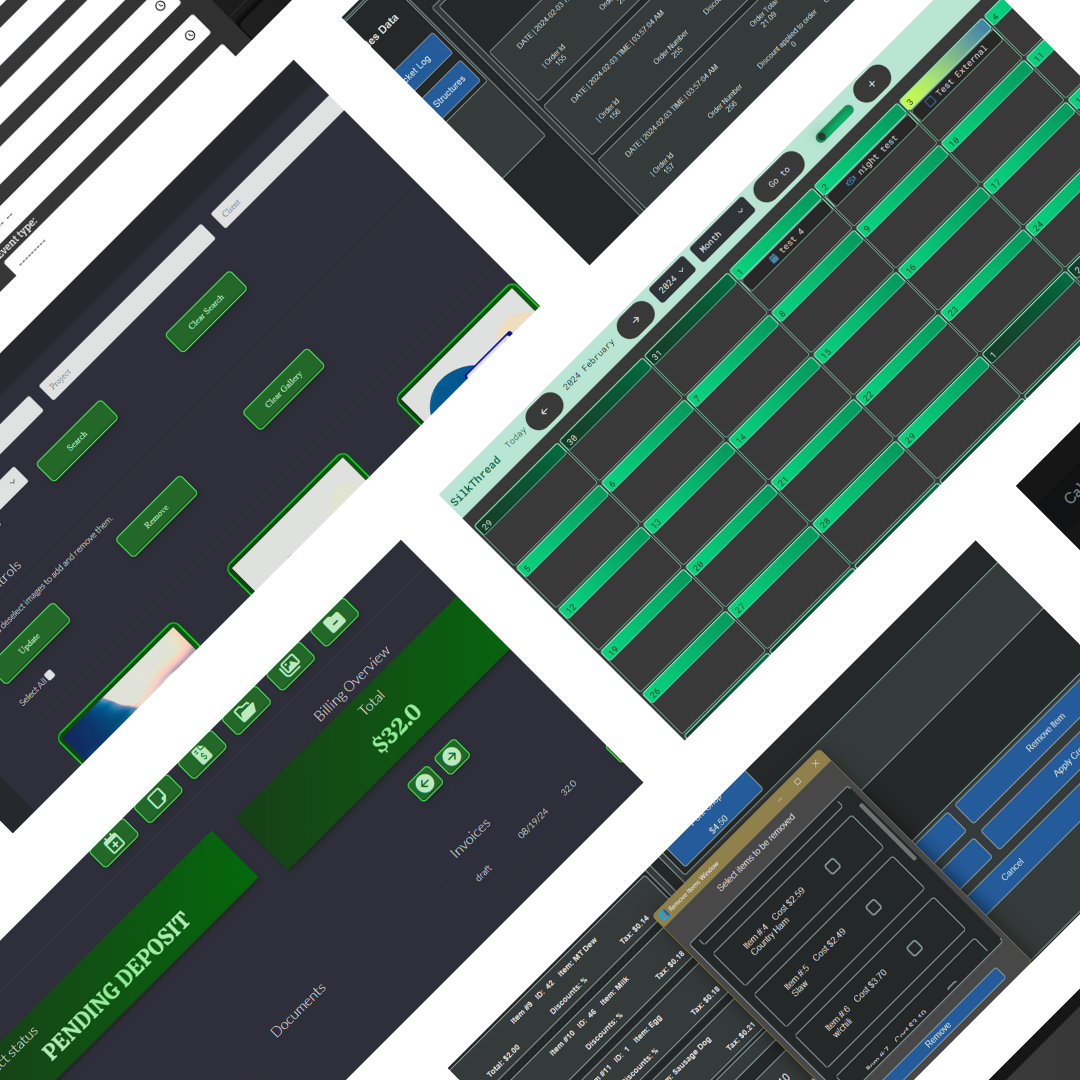 Event type:
---------
Project
Client
Search
Clear Search
Remove
Clear Gallery
deselect images to add and remove them.
Update
Select All
es Data
cket Log
Structures
DATE | 2024-02-03
| Order Id
155
DATE | 2024-02-03 TIME | 03:57:04 AM
| Order Id
156
Order Number
255
Order Total
21.09
DATE | 2024-02-03 TIME | 03:57:04 AM
| Order Id
157
Order Number
256
Discount applied to order
0
SilkThread
Today
2024 February
2024
Month
Go to
29
30
31
1
2
3
4
test 4
night test
Test External
5
6
7
8
9
10
11
12
13
14
15
16
17
19
20
21
22
23
24
26
27
28
29
1
Cal
ct status
PENDING DEPOSIT
Billing Overview
Total
$32.0
Invoices
draft
08/19/24
32.0
Documents
$4.50
Remove Item
Cancel
Remove Items Window
Select items to be removed
Item # 4 Cost $2.59
Country Ham
Item # 5 Cost $2.49
Slaw
Item # 6 Cost $3.70
w/chili
Remove
Total: $2.00
Item #9 ID: 42 Item: MT Dew
Discounts: %
Tax: $0.14
Item #10 ID: 46 Item: Milk
Discounts: %
Tax: $0.18
Item #11 ID: 1 Item: Egg
Discounts: %
Tax: $0.18
Sausage Dog
Tax: $0.21